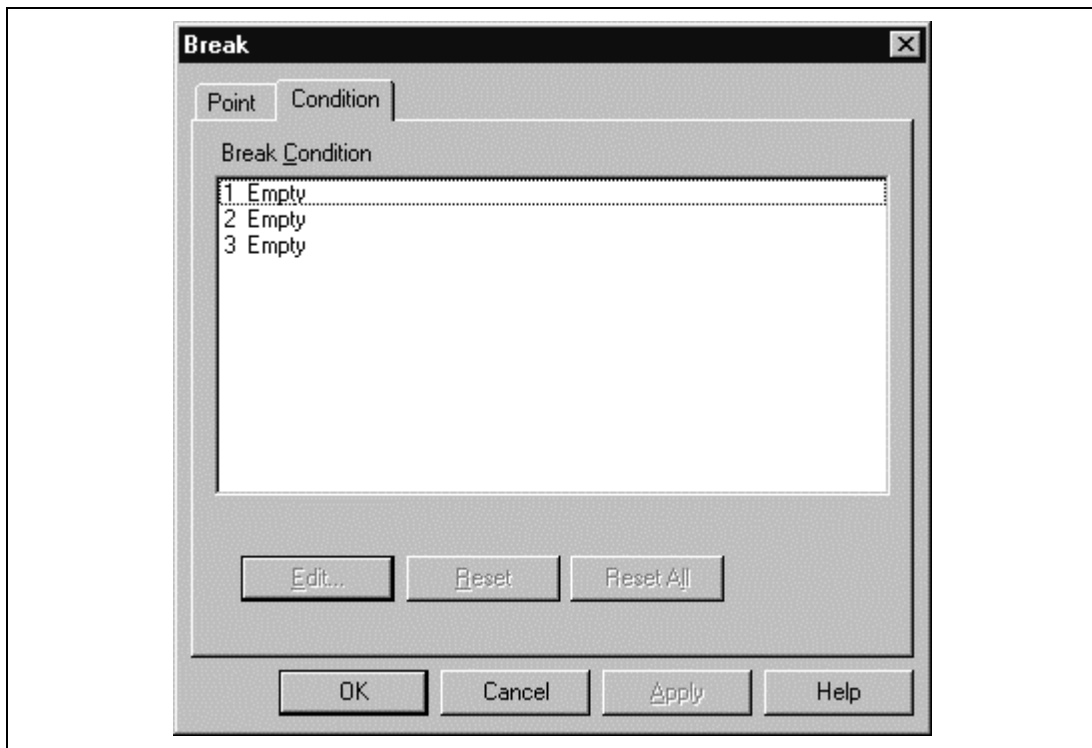 Break
Point Condition
Break Condition
1 Empty
2 Empty
3 Empty
Edit... Reset Reset All
OK Cancel Apply Help